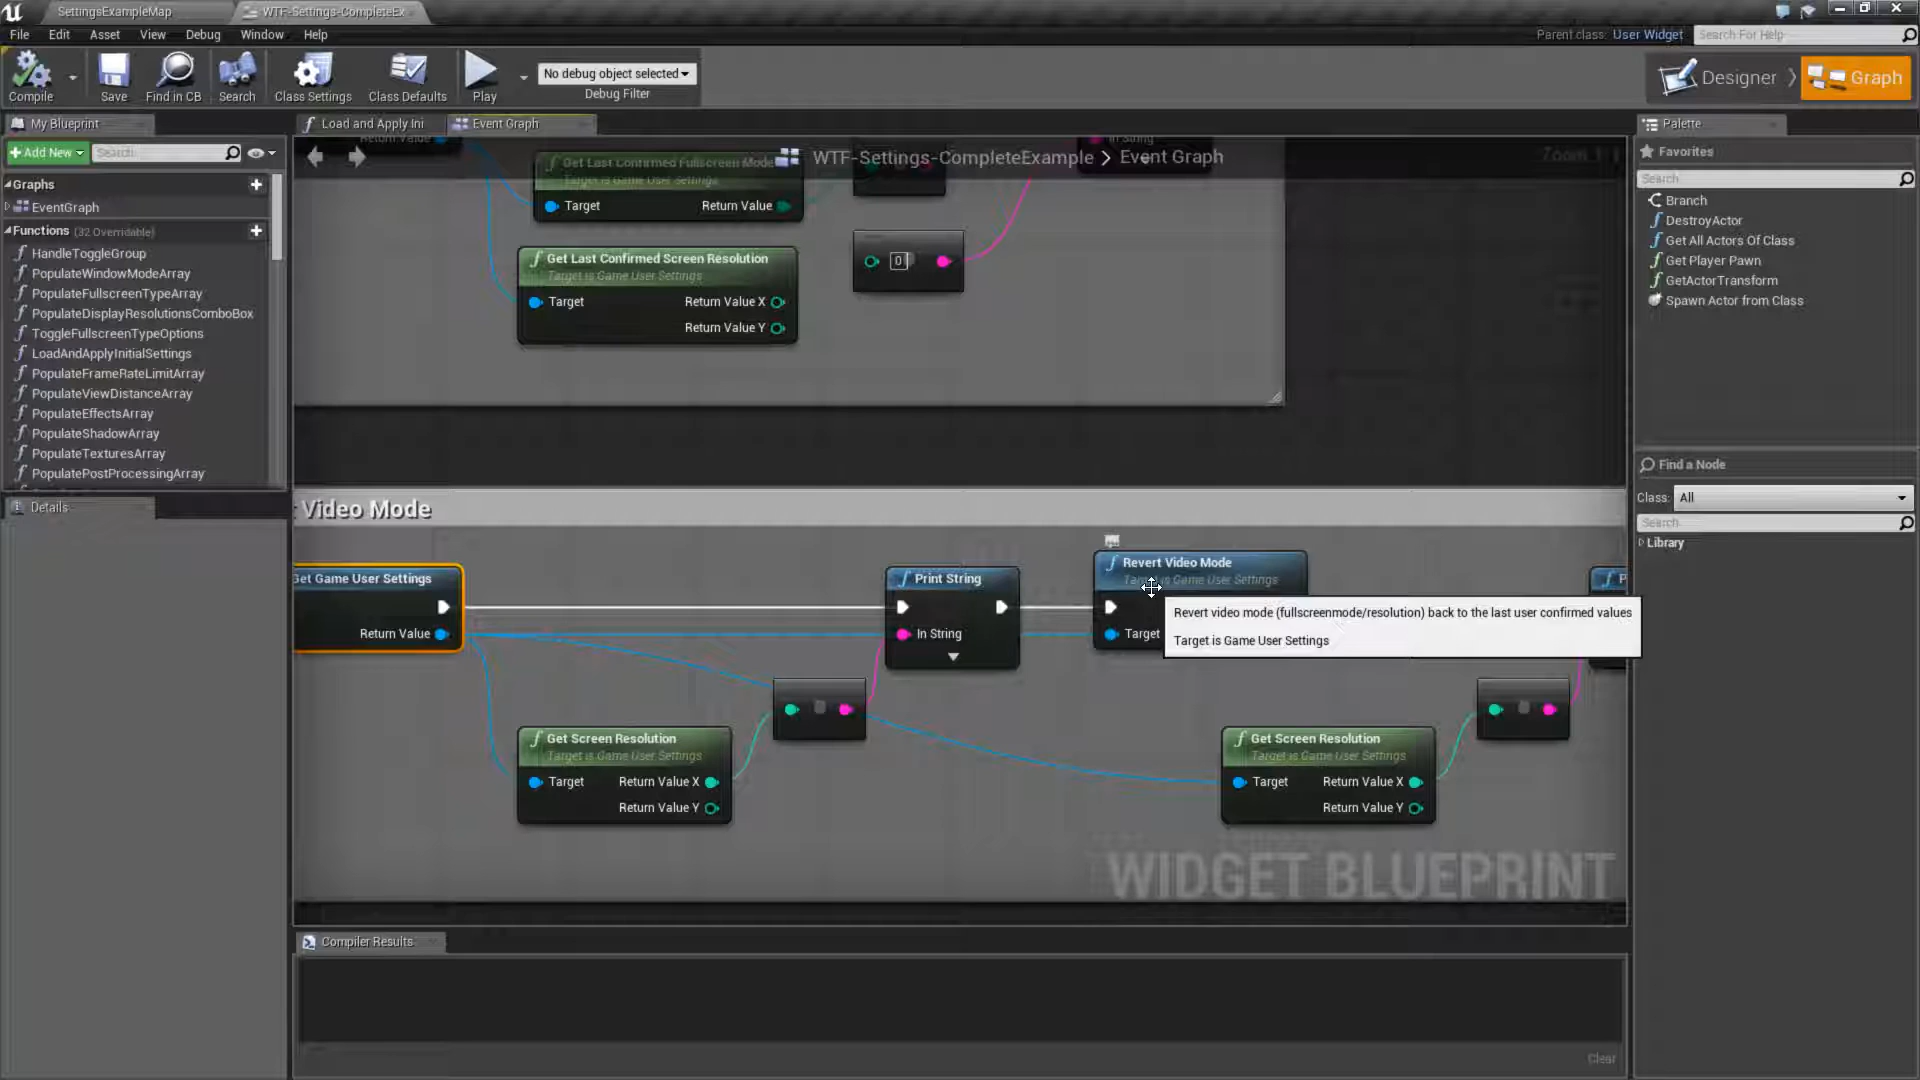 SettingsExampleMap
WTF-Settings-CompleteEx
File Edit Asset View Debug Window Help
Parent class: User Widget
Search For Help
Compile
Save
Find in CB
Search
Class Settings
Class Defaults
Play
No debug object selected
Debug Filter
Designer
Graph
My Blueprint
Load and Apply Ini
Event Graph
Palette
+Add New
Search
WTF-Settings-CompleteExample > Event Graph
Favorites
Search
Graphs
EventGraph
Functions (32 Overridable)
HandleToggleGroup
PopulateWindowModeArray
PopulateFullscreenTypeArray
PopulateDisplayResolutionsComboBox
ToggleFullscreenTypeOptions
LoadAndApplyInitialSettings
PopulateFrameRateLimitArray
PopulateViewDistanceArray
PopulateEffectsArray
PopulateShadowArray
PopulateTexturesArray
PopulatePostProcessingArray
Details
Return Value
In String
Get Last Confirmed Fullscreen Mode
Target is Game User Settings
Target Return Value
Get Last Confirmed Screen Resolution
Target is Game User Settings
Target Return Value X
Return Value Y
0
Branch
DestroyActor
Get All Actors Of Class
Get Player Pawn
GetActorTransform
Spawn Actor from Class
Find a Node
Class: All
Search
Library
Video Mode
Get Game User Settings
Return Value
Print String
In String
Revert Video Mode
Target is Game User Settings
Target
Revert video mode (fullscreenmode/resolution) back to the last user confirmed values
Target is Game User Settings
Get Screen Resolution
Target is Game User Settings
Target Return Value X
Return Value Y
Get Screen Resolution
Target is Game User Settings
Target Return Value X
Return Value Y
WIDGET BLUEPRINT
Compiler Results
Clear